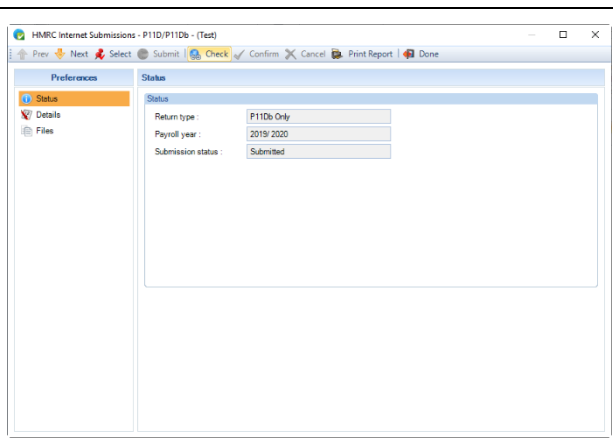 HMRC Internet Submissions - P11D/P11Db - (Test)
Prev Next Select Submit Check Confirm Cancel Print Report Done
Preferences
Status
Details
Files
Status
Status
Return type : P11Db Only
Payroll year : 2019/ 2020
Submission status : Submitted